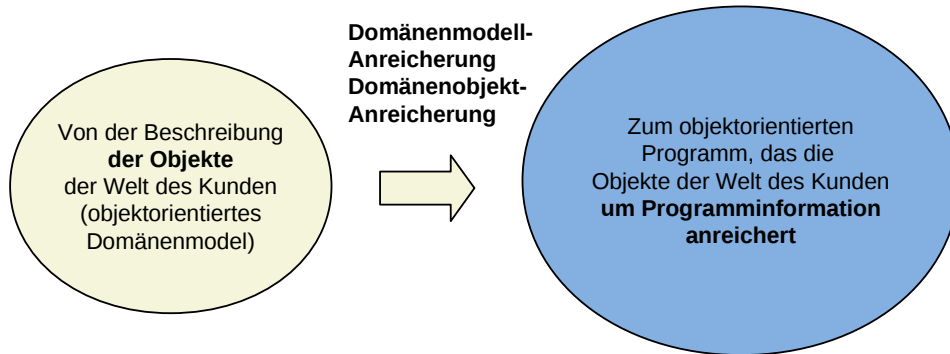 Domänenmodell-
Anreicherung
Domänenobjekt-
Anreicherung
Von der Beschreibung
der Objekte
der Welt des Kunden
(objektorientiertes
Domänenmodel)
Zum objektorientierten
Programm, das die
Objekte der Welt des Kunden
um Programminformation
anreichert